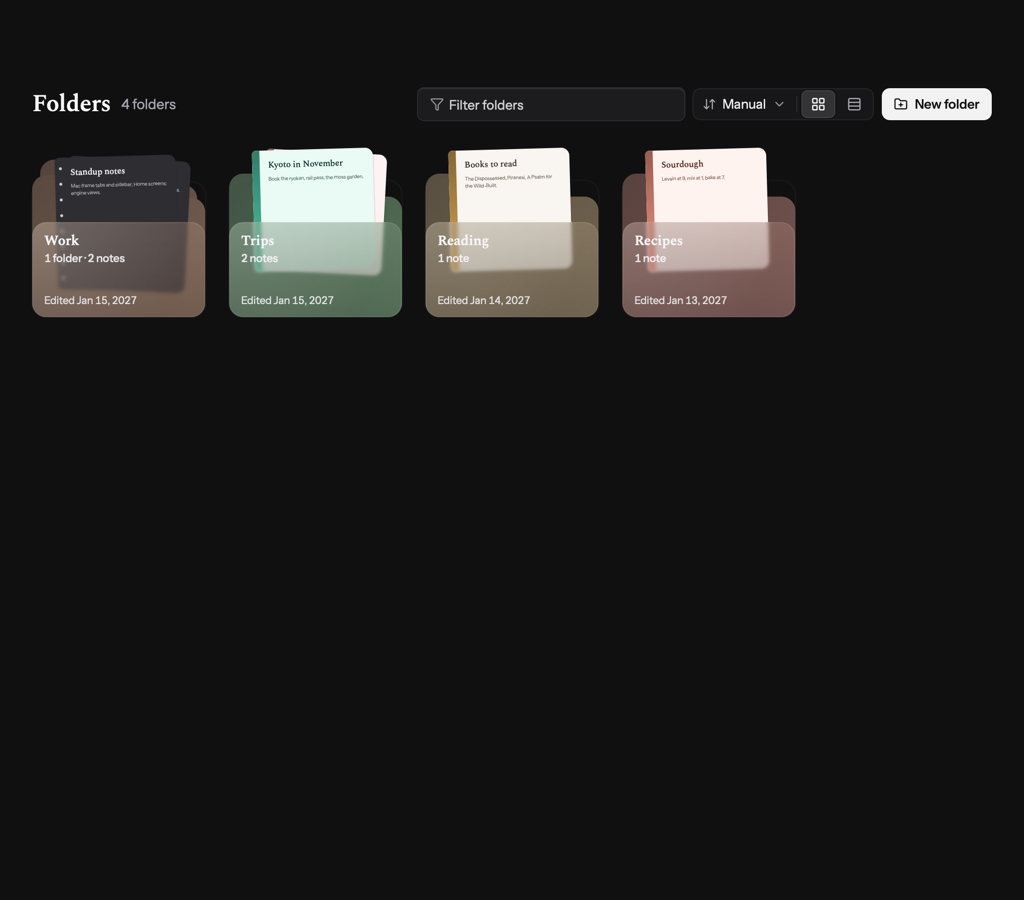 Folders
4 folders
Filter folders
Manual
New folder
Standup notes
Mac theme tabs and sidebar, Home screens,
engine views.
Work
1 folder · 2 notes
Edited Jan 15, 2027
Kyoto in November
Book the ryokan, rail pass, the moss garden.
Trips
2 notes
Edited Jan 15, 2027
Books to read
The Dispossessed, Piranesi, A Psalm for
the Wild-Built.
Reading
1 note
Edited Jan 14, 2027
Sourdough
Levain at 9, mix at 1, bake at 7.
Recipes
1 note
Edited Jan 13, 2027